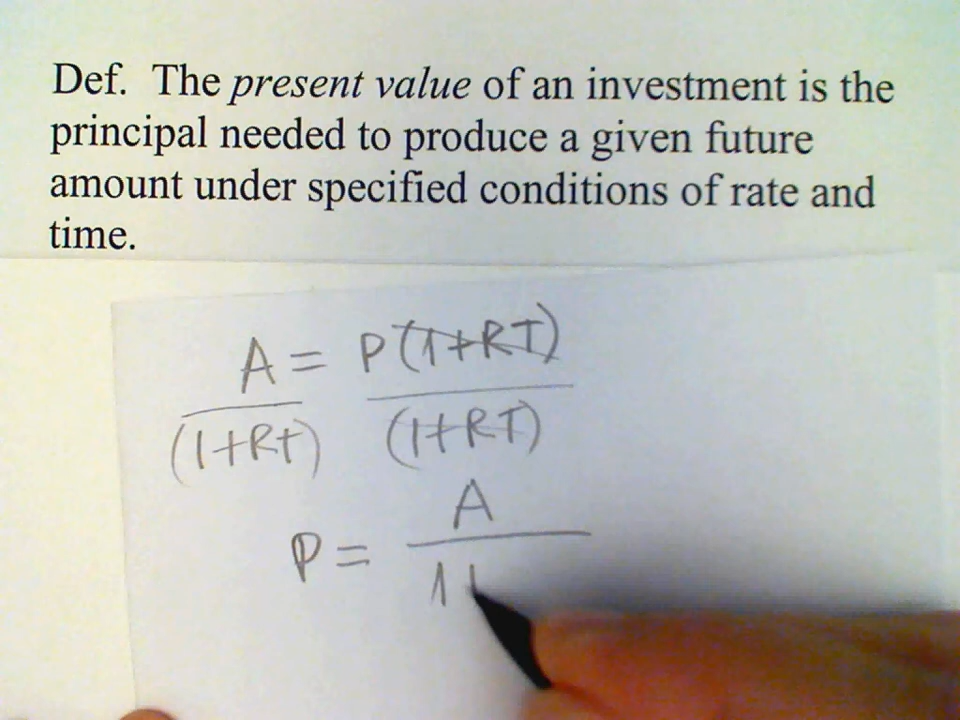 Def. The present value of an investment is the
principal needed to produce a given future
amount under specified conditions of rate and
time.
A = P(1+RT)
(1+Rt) (1+RT)
A
P =
1